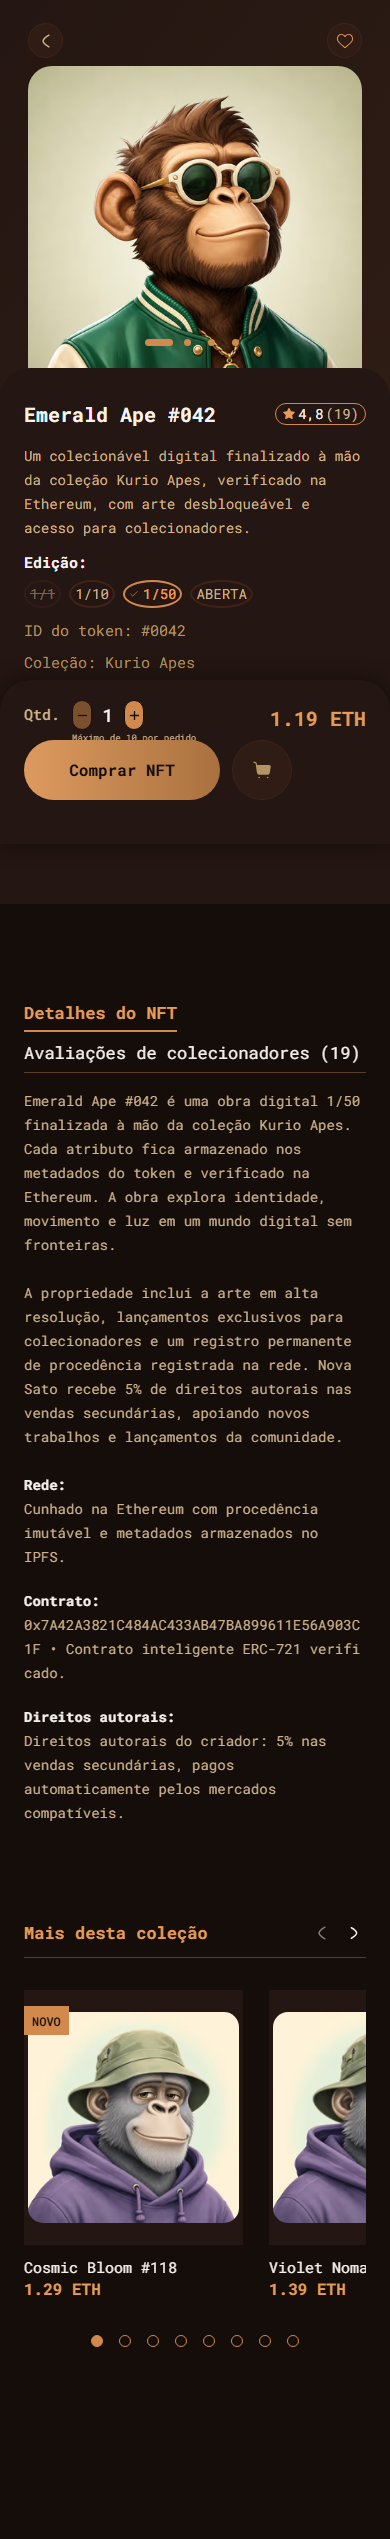 Emerald Ape #042
4,8(19)
Um colecionável digital finalizado à mão
da coleção Kurio Apes, verificado na
Ethereum, com arte desbloqueável e
acesso para colecionadores.
Edição:
1/1 1/10 1/50 ABERTA
ID do token: #0042
Coleção: Kurio Apes
Qtd. − 1 + 1.19 ETH
Máximo de 10 por pedido
Comprar NFT
Detalhes do NFT
Avaliações de colecionadores (19)
Emerald Ape #042 é uma obra digital 1/50
finalizada à mão da coleção Kurio Apes.
Cada atributo fica armazenado nos
metadados do token e verificado na
Ethereum. A obra explora identidade,
movimento e luz em um mundo digital sem
fronteiras.
A propriedade inclui a arte em alta
resolução, lançamentos exclusivos para
colecionadores e um registro permanente
de procedência registrada na rede. Nova
Sato recebe 5% de direitos autorais nas
vendas secundárias, apoiando novos
trabalhos e lançamentos da comunidade.
Rede:
Cunhado na Ethereum com procedência
imutável e metadados armazenados no
IPFS.
Contrato:
0x7A42A3821C484AC433AB47BA899611E56A903C
1F • Contrato inteligente ERC-721 verifi
cado.
Direitos autorais:
Direitos autorais do criador: 5% nas
vendas secundárias, pagos
automaticamente pelos mercados
compatíveis.
Mais desta coleção
NOVO
Cosmic Bloom #118
1.29 ETH
Violet Noma
1.39 ETH